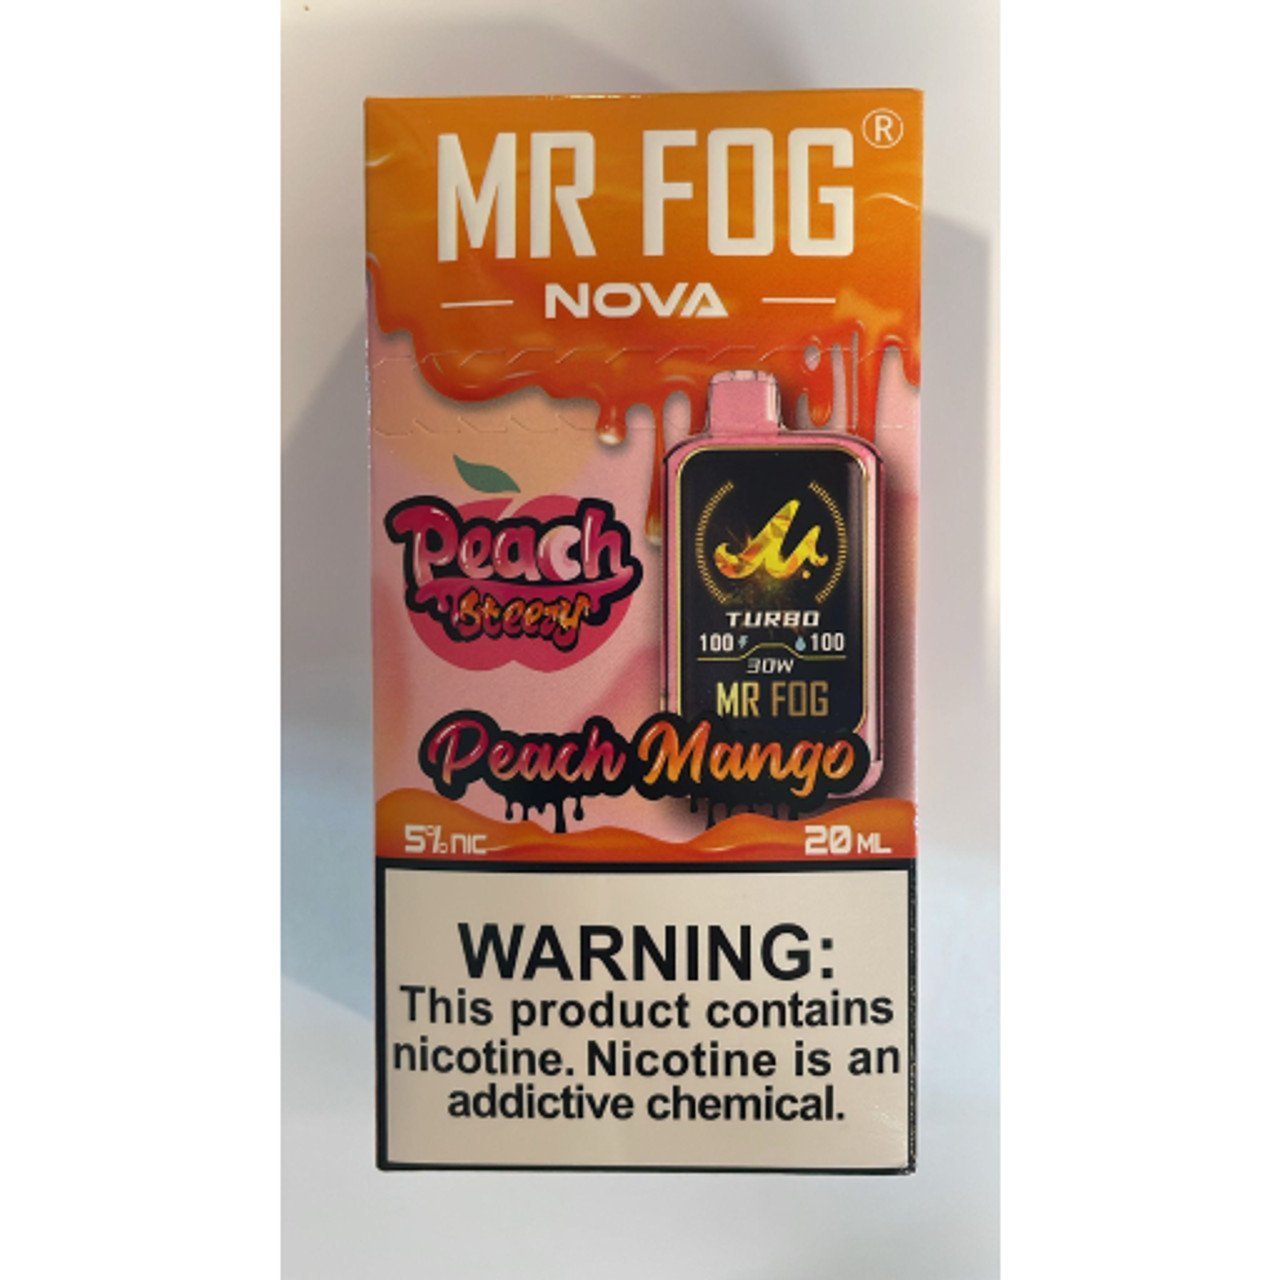 MR FOG®
NOVA
Peach
Steezy
TURBO
100 100
30W
MR FOG
Peach Mango
5% NIC 20 ML
WARNING:
This product contains
nicotine. Nicotine is an
addictive chemical.